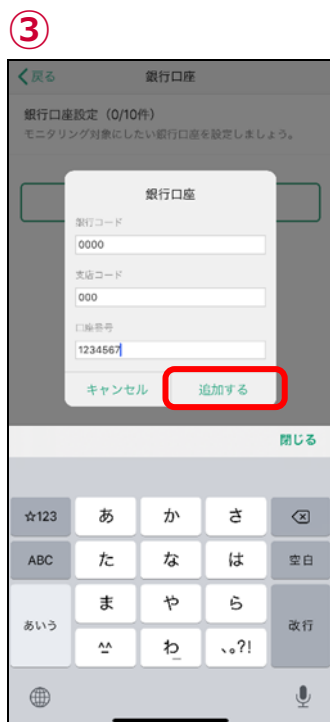 ③
戻る
銀行口座
銀行口座設定（0/10件）
モニタリング対象にしたい銀行口座を設定しましょう。
銀行口座
銀行コード
0000
支店コード
000
口座番号
1234567
キャンセル
追加する
閉じる
☆123
あ
か
さ
ABC
た
な
は
空白
あいう
ま
や
ら
改行
^^
わ
、。?!